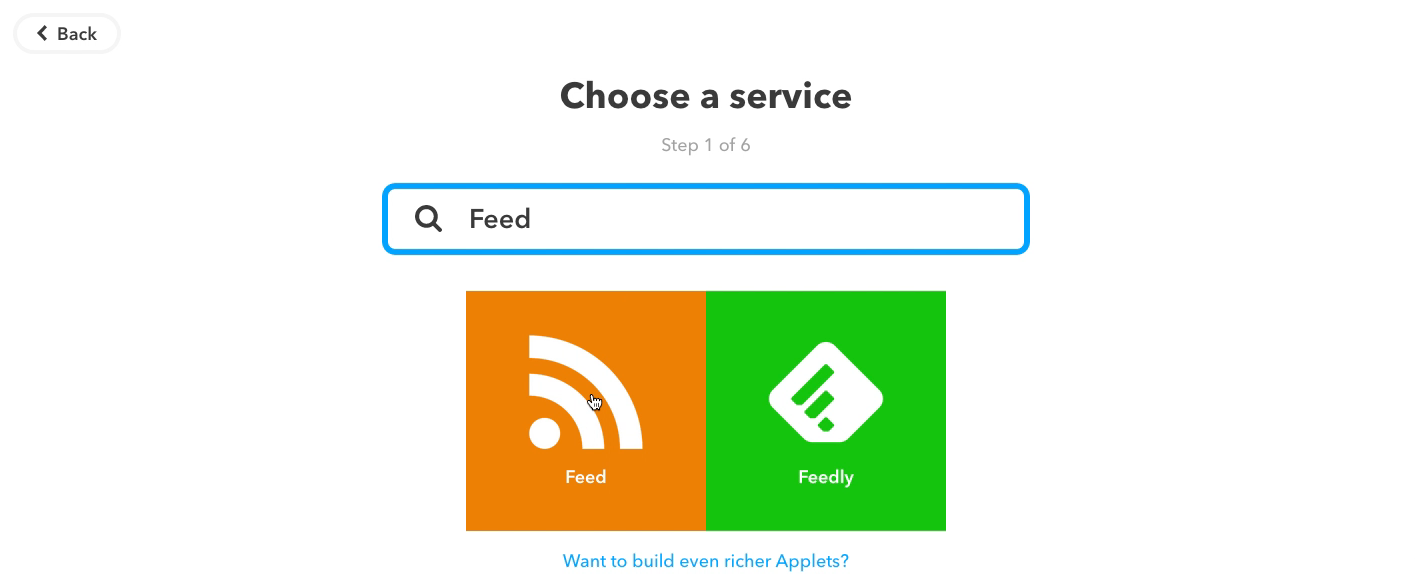 Back
Choose a service
Step 1 of 6
Feed
Feed
Feedly
Want to build even richer Applets?